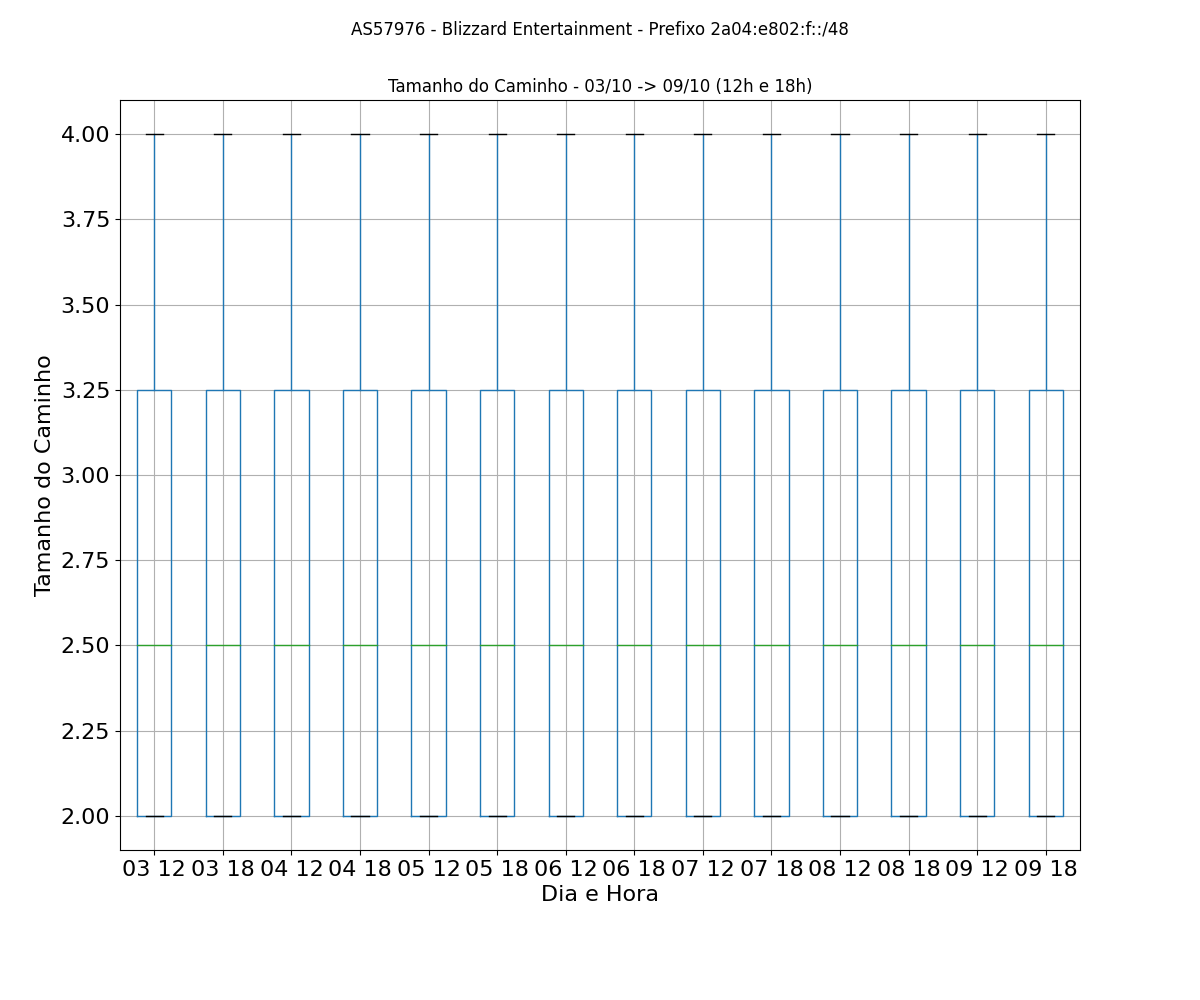 AS57976 - Blizzard Entertainment - Prefixo 2a04:e802:f::/48
Tamanho do Caminho - 03/10 -> 09/10 (12h e 18h)
4.00
3.75
3.50
3.25
3.00
2.75
2.50
2.25
2.00
Tamanho do Caminho
03 12 03 18 04 12 04 18 05 12 05 18 06 12 06 18 07 12 07 18 08 12 08 18 09 12 09 18
Dia e Hora